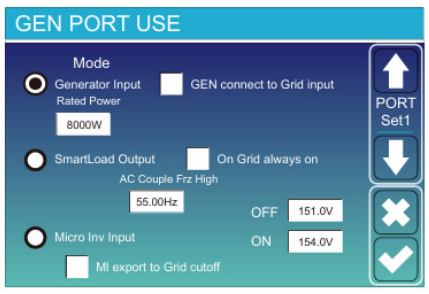 GEN PORT USE
Mode
Generator Input
GEN connect to Grid input
Rated Power
8000W
PORT
Set1
SmartLoad Output
On Grid always on
AC Couple Frz High
55.00Hz
OFF 151.0V
Micro Inv Input
ON 154.0V
MI export to Grid cutoff